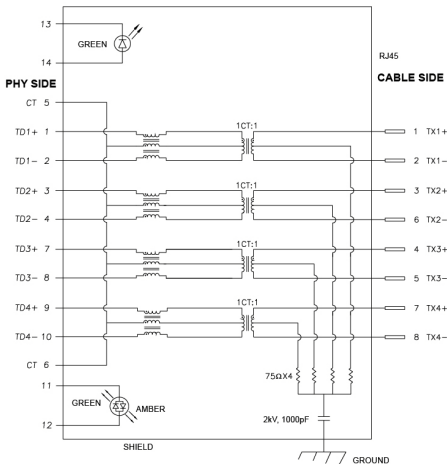 13
GREEN
14
RJ45
PHY SIDE
CABLE SIDE
CT 5
1CT:1
TD1+ 1
1 TX1+
TD1- 2
2 TX1-
1CT:1
TD2+ 3
3 TX2+
TD2- 4
6 TX2-
1CT:1
TD3+ 7
4 TX3+
TD3- 8
5 TX3-
1CT:1
TD4+ 9
7 TX4+
TD4- 10
8 TX4-
CT 6
75ΩX4
11
GREEN
AMBER
2kV, 1000pF
12
SHIELD
GROUND